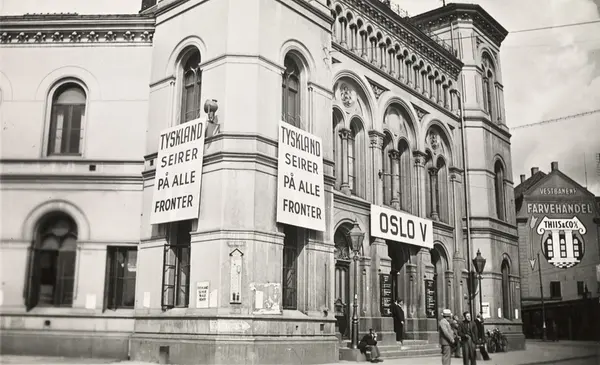 TYSKLAND
SEIRER
PÅ ALLE
FRONTER
TYSKLAND
SEIRER
PÅ ALLE
FRONTER
OSLO V
VESTBANENS
FARVEHANDEL
THIIS & CO.